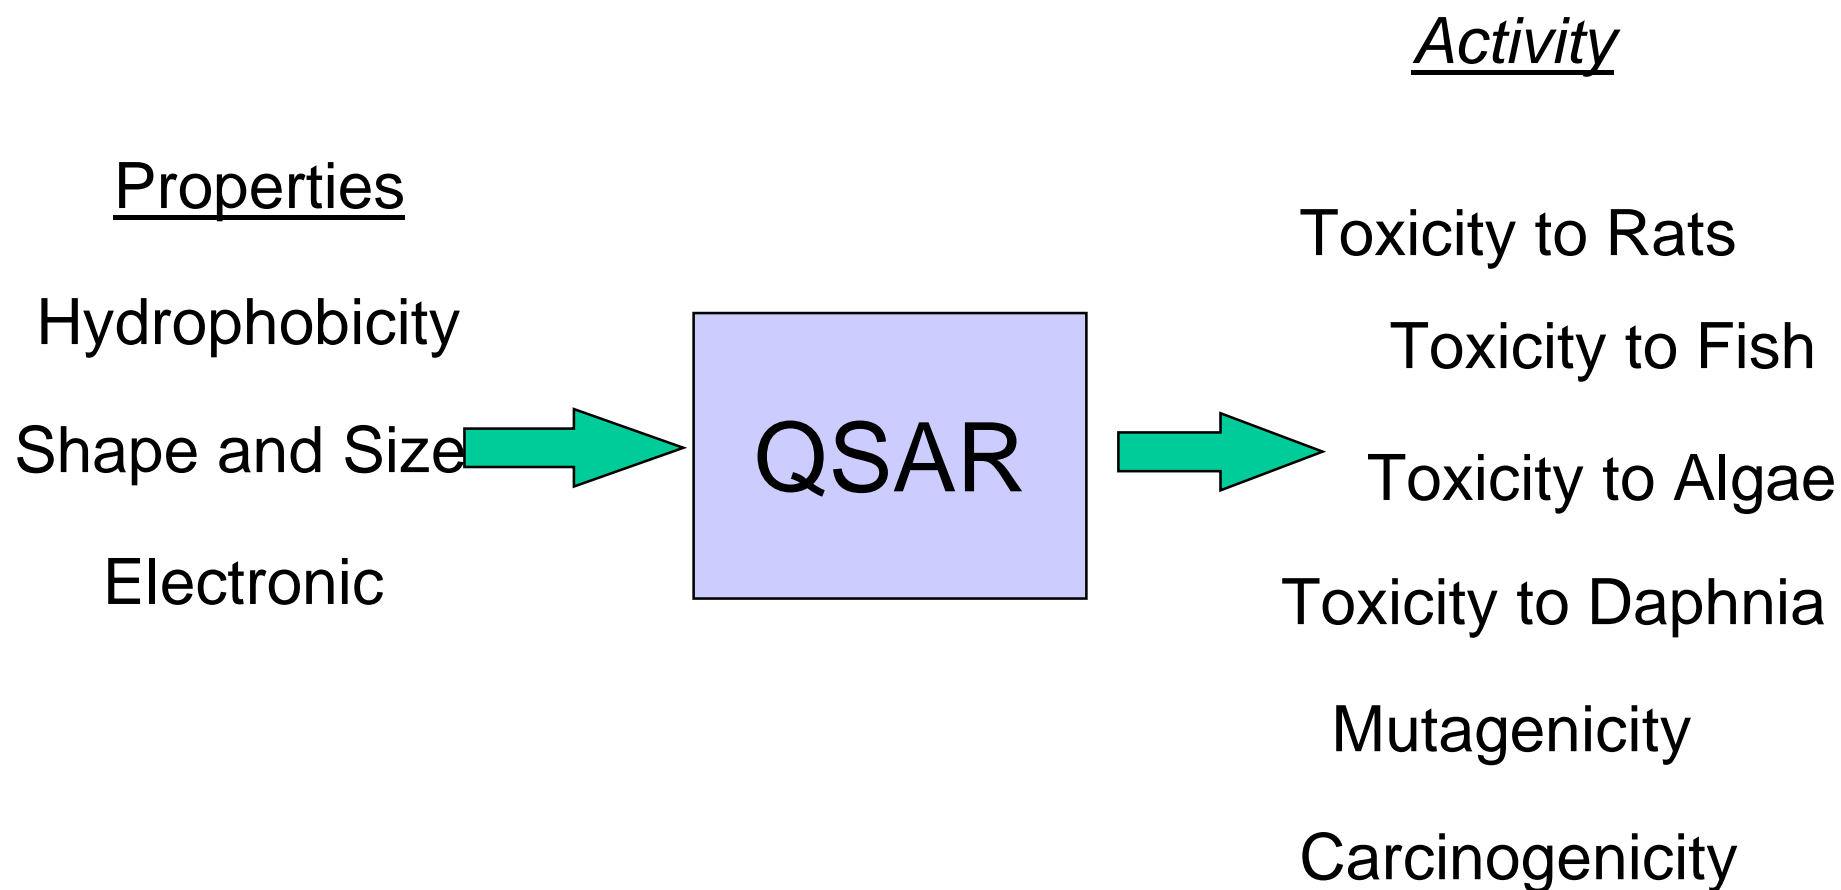 Properties
Hydrophobicity
Shape and Size
Electronic
QSAR
Activity
Toxicity to Rats
Toxicity to Fish
Toxicity to Algae
Toxicity to Daphnia
Mutagenicity
Carcinogenicity